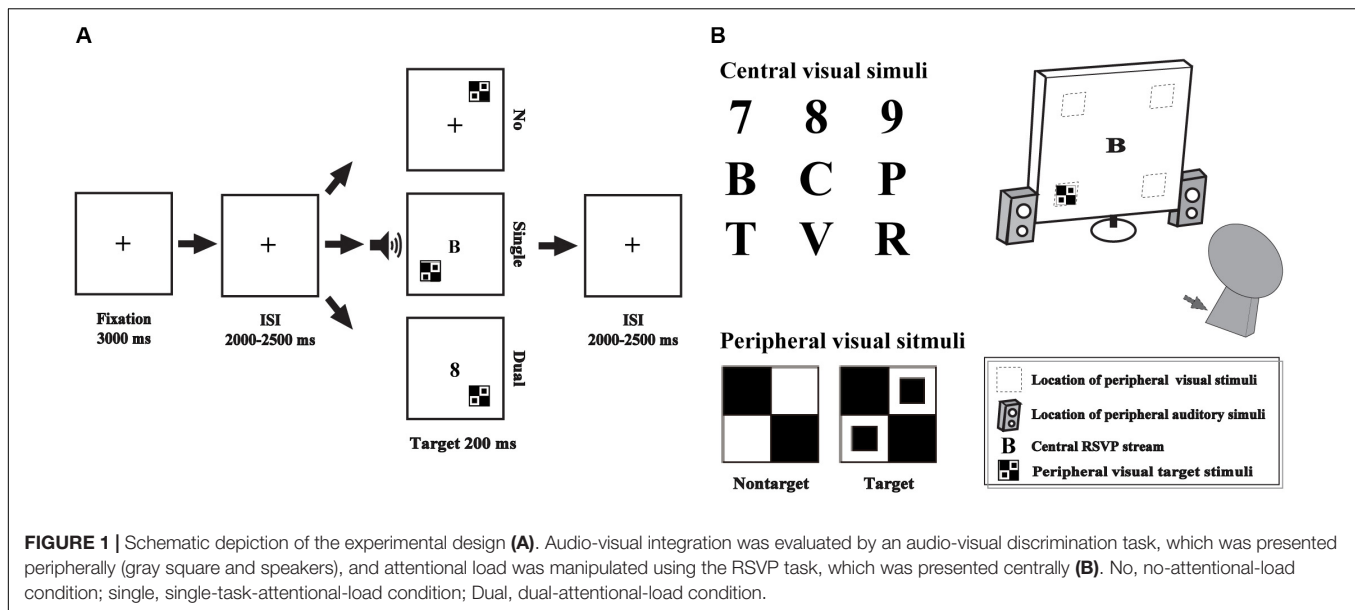 A
No
+
+
Fixation
3000 ms
+
ISI
2000-2500 ms
B
Single
8
Dual
Target 200 ms
+
ISI
2000-2500 ms
B
Central visual simuli
7 8 9
B C P
T V R
B
Peripheral visual sitmuli
Nontarget Target
Location of peripheral visual stimuli
Location of peripheral auditory simuli
B Central RSVP stream
Peripheral visual target stimuli
FIGURE 1 | Schematic depiction of the experimental design (A). Audio-visual integration was evaluated by an audio-visual discrimination task, which was presented
peripherally (gray square and speakers), and attentional load was manipulated using the RSVP task, which was presented centrally (B). No, no-attentional-load
condition; single, single-task-attentional-load condition; Dual, dual-attentional-load condition.